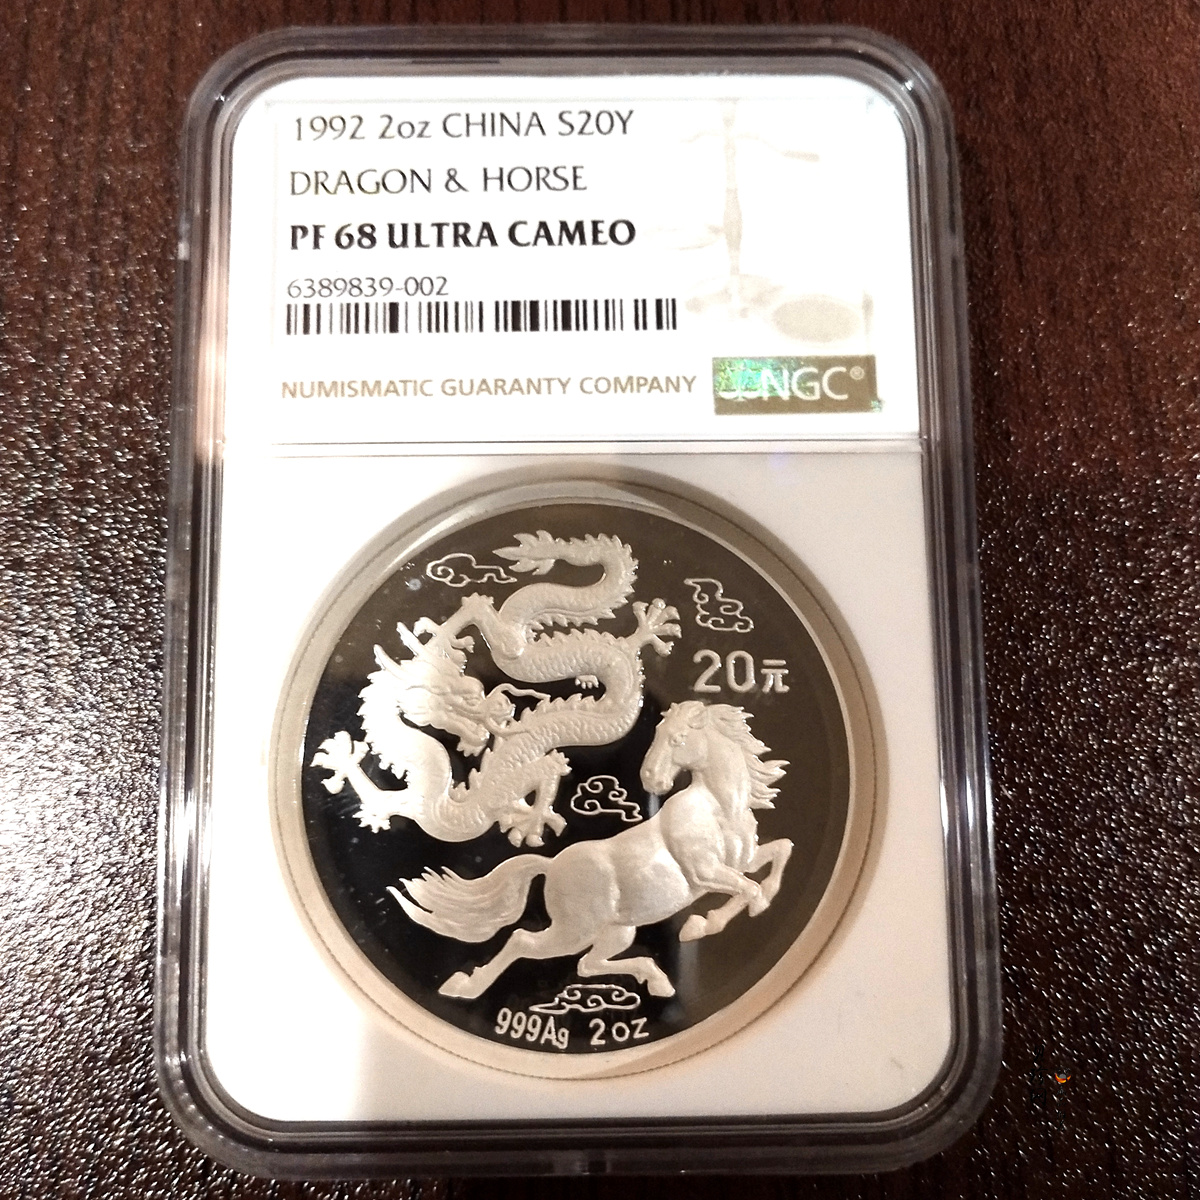 1992 2oz CHINA S20Y
DRAGON & HORSE
PF 68 ULTRA CAMEO
6389839-002
NUMISMATIC GUARANTY COMPANY
NGC®
20元
999Ag 2oz